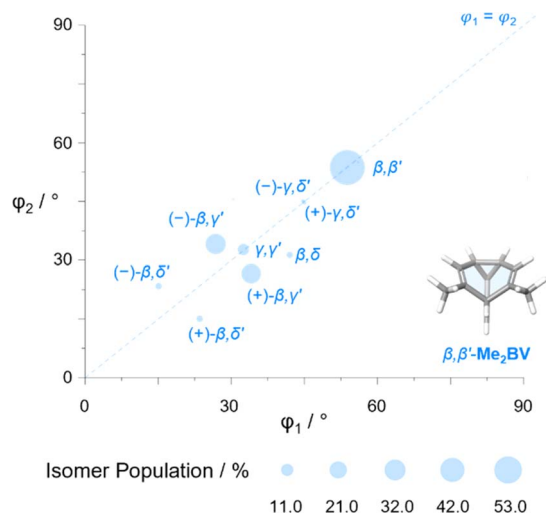 90
φ₁ = φ₂
60
β,β′
(−)-γ,δ′
φ₂ / °
(+)-γ,δ′
(−)-β,γ′
γ,γ′
β,δ
30
(−)-β,δ′
(+)-β,γ′
(+)-β,δ′
β,β′-Me₂BV
0
0 30 60 90
φ₁ / °
Isomer Population / %
11.0 21.0 32.0 42.0 53.0